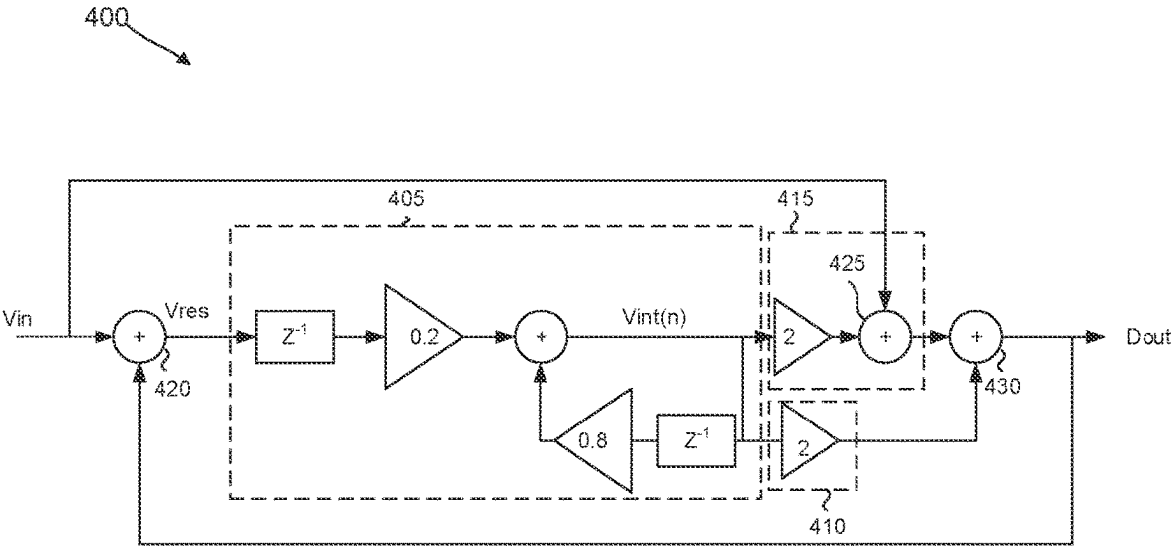 400
405
415
425
Vin
+
Vres
Z⁻¹
0.2
+
Vint(n)
2
+
+
Dout
420
430
0.8
Z⁻¹
2
410